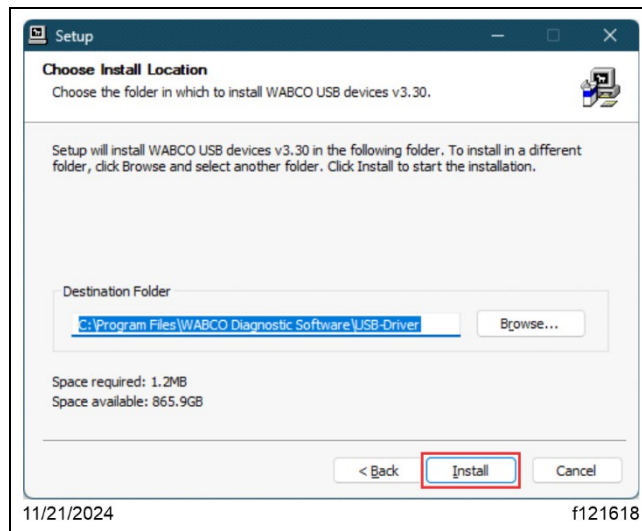 Setup
Choose Install Location
Choose the folder in which to install WABCO USB devices v3.30.
Setup will install WABCO USB devices v3.30 in the following folder. To install in a different
folder, click Browse and select another folder. Click Install to start the installation.
Destination Folder
C:\Program Files\WABCO Diagnostic Software\USB-Driver
Browse...
Space required: 1.2MB
Space available: 865.9GB
< Back
Install
Cancel
11/21/2024
f121618